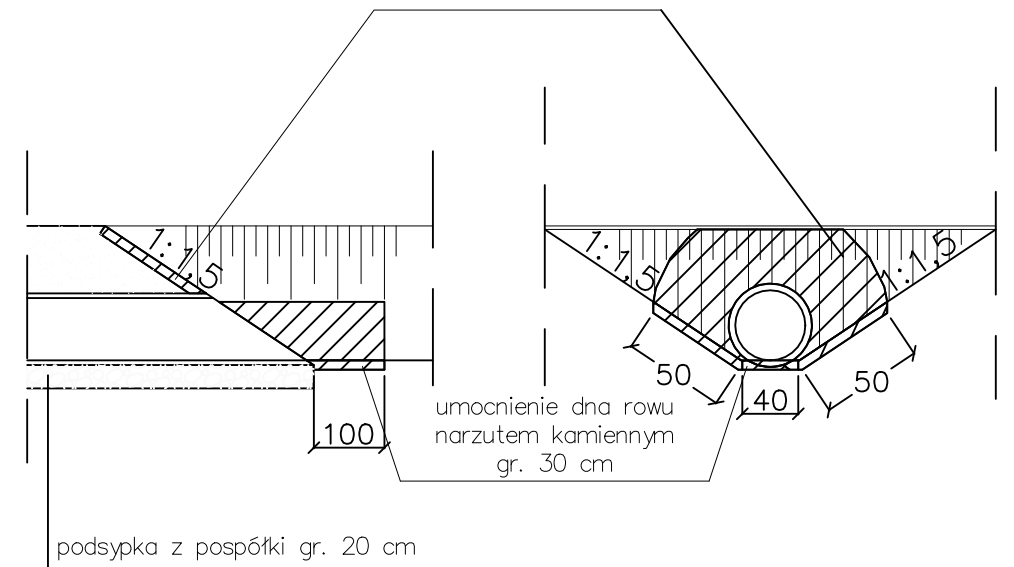 1:1,5
1:1,5
1:1,5
50
50
40
100
umocnienie dna rowu
narzutem kamiennym
gr. 30 cm
podsypka z pospółki gr. 20 cm